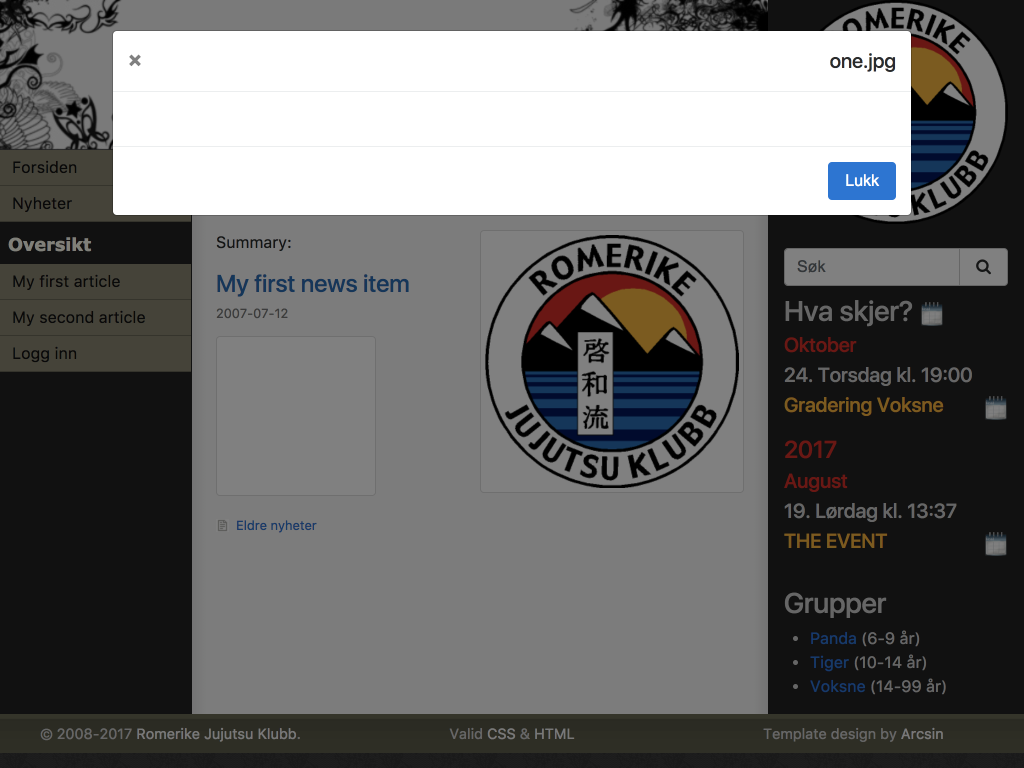 × one.jpg
Lukk
ROMERIKE
KLUBB
Forsiden
Nyheter
Oversikt
My first article
My second article
Logg inn
Summary:
My first news item
2007-07-12
ROMERIKE
啓
和
流
JUJUTSU KLUBB
Eldre nyheter
Søk
Hva skjer?
Oktober
24. Torsdag kl. 19:00
Gradering Voksne
2017
August
19. Lørdag kl. 13:37
THE EVENT
Grupper
• Panda (6-9 år)
• Tiger (10-14 år)
• Voksne (14-99 år)
© 2008-2017 Romerike Jujutsu Klubb.
Valid CSS & HTML
Template design by Arcsin